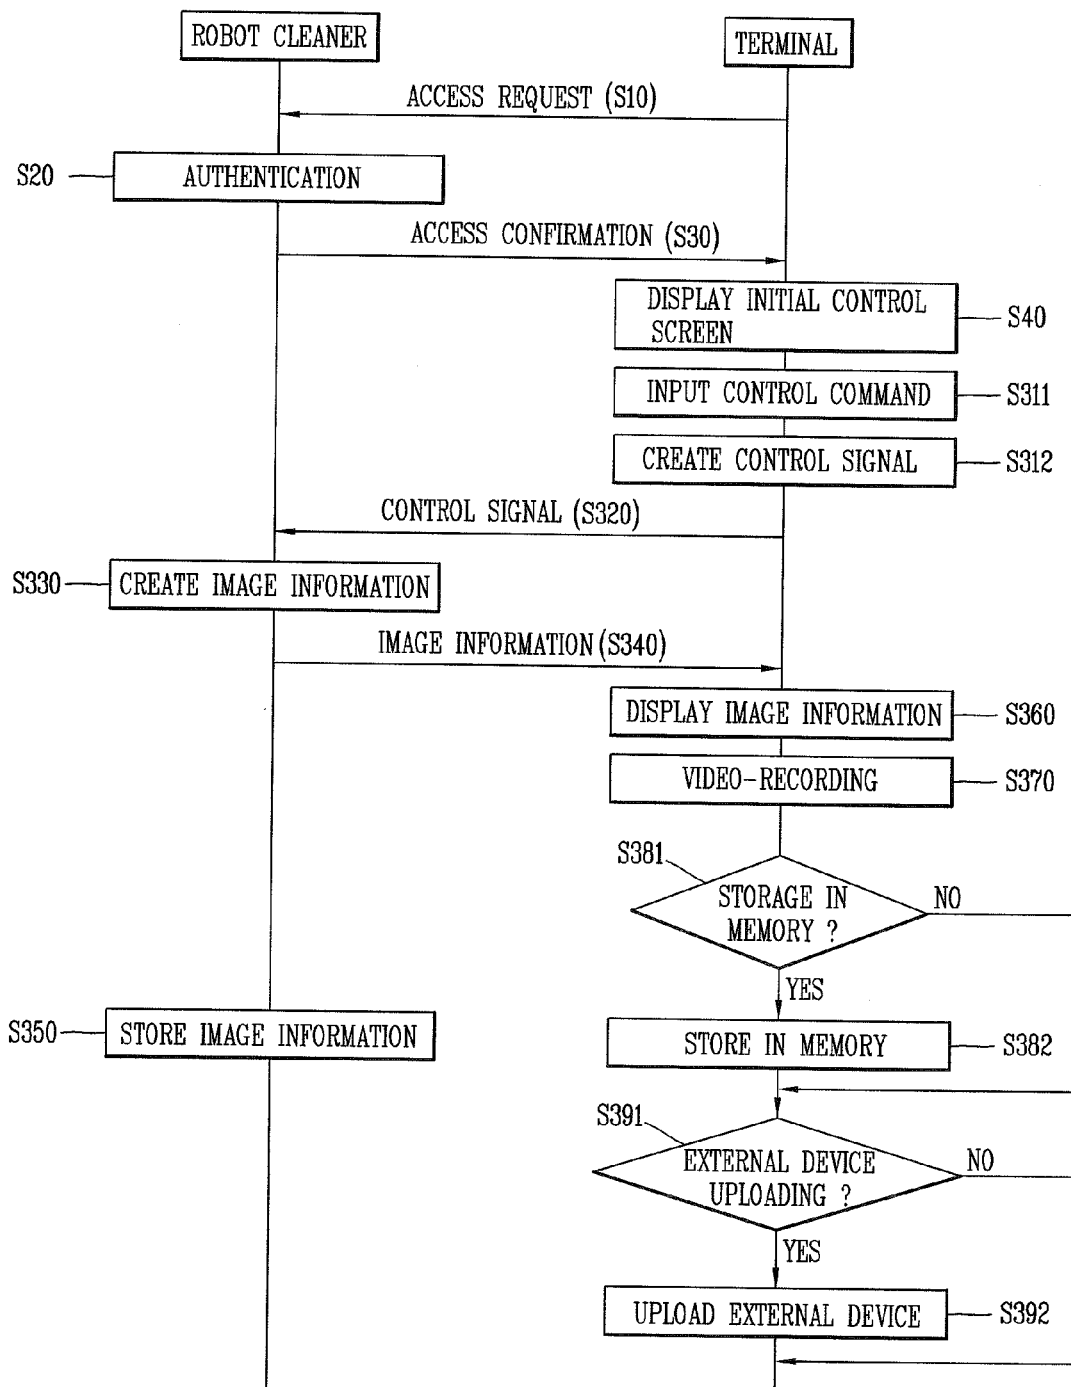 ROBOT CLEANER
TERMINAL
ACCESS REQUEST (S10)
S20
AUTHENTICATION
ACCESS CONFIRMATION (S30)
DISPLAY INITIAL CONTROL
SCREEN
S40
INPUT CONTROL COMMAND
S311
CREATE CONTROL SIGNAL
S312
CONTROL SIGNAL (S320)
S330
CREATE IMAGE INFORMATION
IMAGE INFORMATION (S340)
DISPLAY IMAGE INFORMATION
S360
VIDEO-RECORDING
S370
S381
STORAGE IN
MEMORY ?
NO
YES
S350
STORE IMAGE INFORMATION
STORE IN MEMORY
S382
S391
EXTERNAL DEVICE
UPLOADING ?
NO
YES
UPLOAD EXTERNAL DEVICE
S392